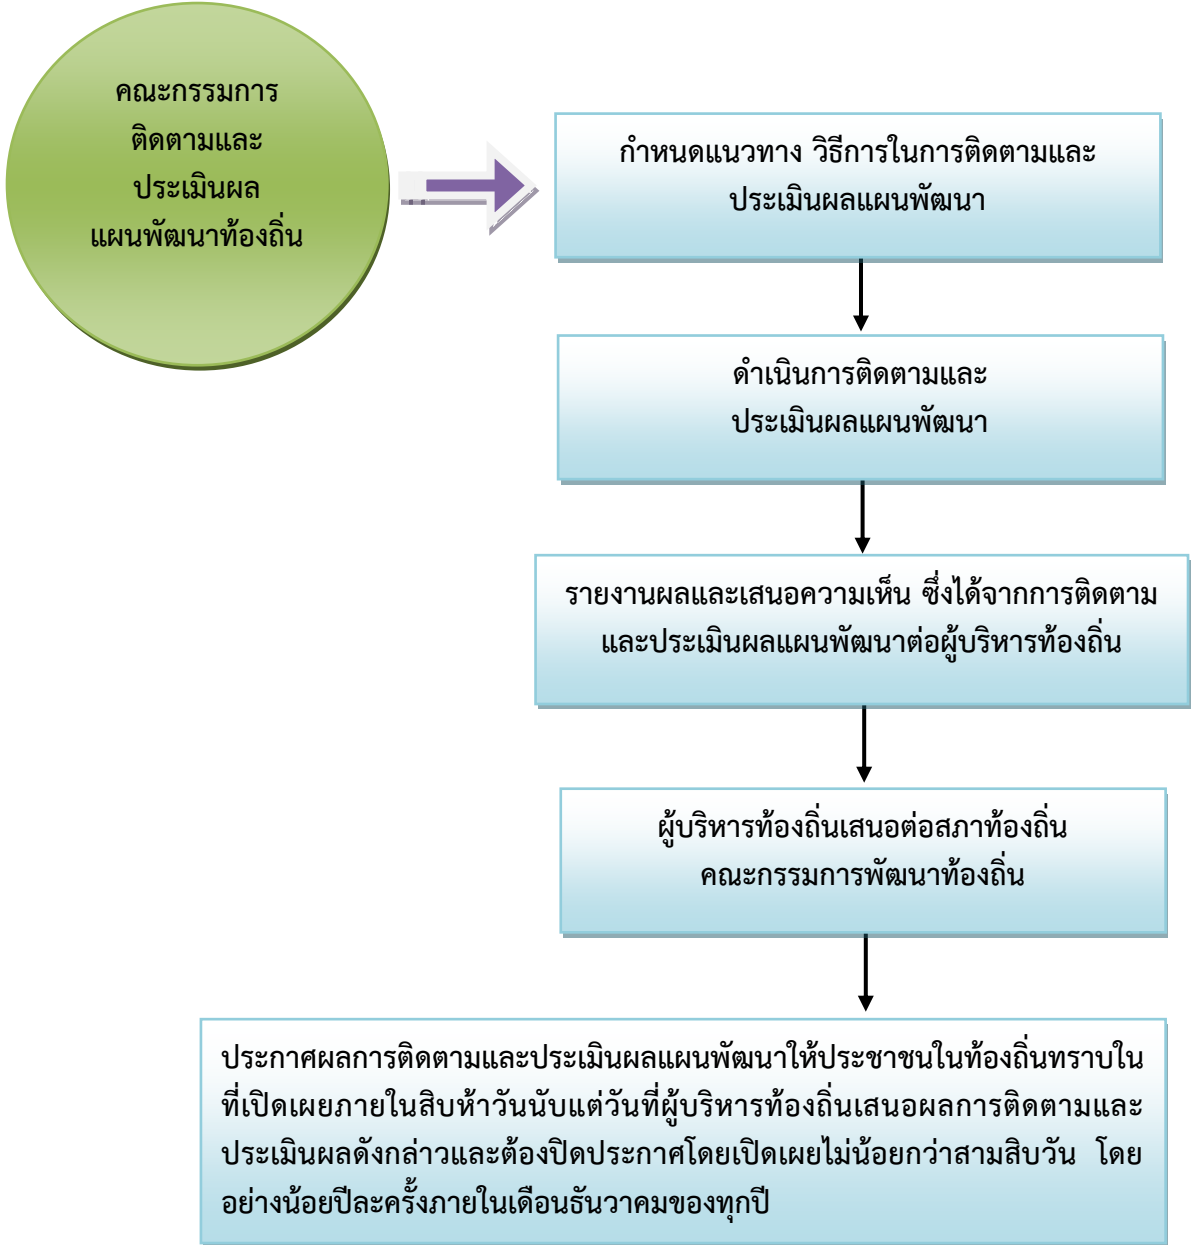 คณะกรรมการ
ติดตามและ
ประเมินผล
แผนพัฒนาท้องถิ่น
กำหนดแนวทาง วิธีการในการติดตามและ
ประเมินผลแผนพัฒนา
ดำเนินการติดตามและ
ประเมินผลแผนพัฒนา
รายงานผลและเสนอความเห็น ซึ่งได้จากการติดตาม
และประเมินผลแผนพัฒนาต่อผู้บริหารท้องถิ่น
ผู้บริหารท้องถิ่นเสนอต่อสภาท้องถิ่น
คณะกรรมการพัฒนาท้องถิ่น
ประกาศผลการติดตามและประเมินผลแผนพัฒนาให้ประชาชนในท้องถิ่นทราบใน
ที่เปิดเผยภายในสิบห้าวันนับแต่วันที่ผู้บริหารท้องถิ่นเสนอผลการติดตามและ
ประเมินผลดังกล่าวและต้องปิดประกาศโดยเปิดเผยไม่น้อยกว่าสามสิบวัน โดย
อย่างน้อยปีละครั้งภายในเดือนธันวาคมของทุกปี